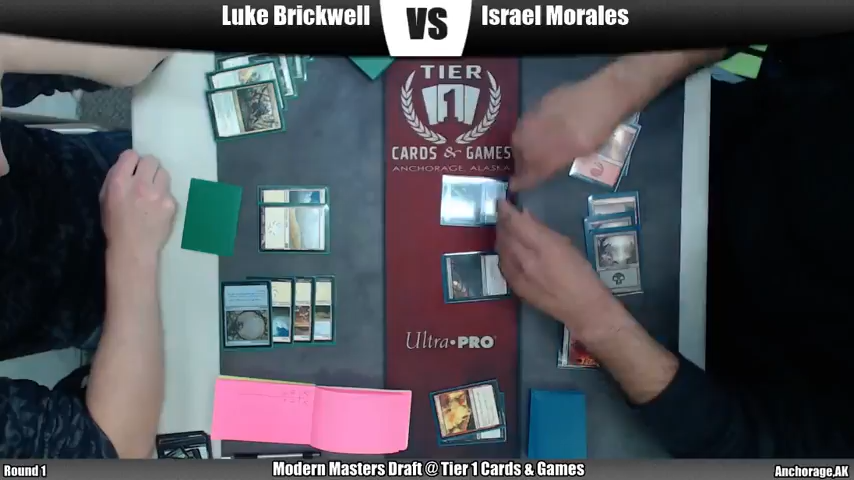 Luke Brickwell
VS
Israel Morales
TIER
1
CARDS & GAMES
ANCHORAGE, ALASKA
Ultra•PRO
Round 1
Modern Masters Draft @ Tier 1 Cards & Games
Anchorage,AK